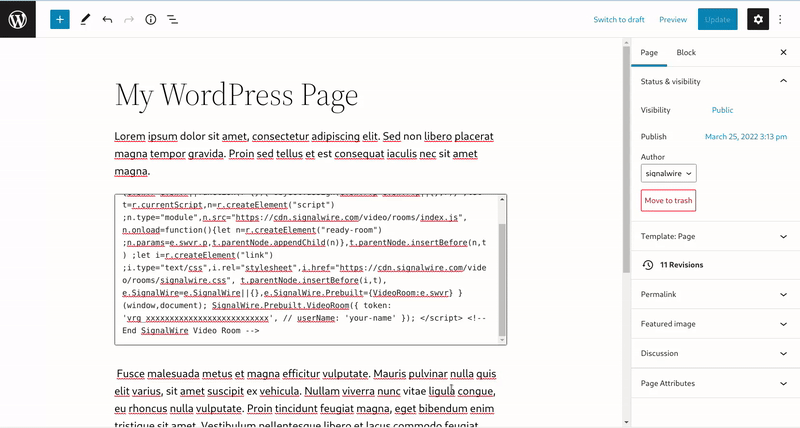 Switch to draft Preview Update
My WordPress Page
Lorem ipsum dolor sit amet, consectetur adipiscing elit. Sed non libero placerat
magna tempor gravida. Proin sed tellus et est consequat iaculis nec sit amet
magna.
t=r.currentScript,n=r.createElement("script")
;n.type="module",n.src="https://cdn.signalwire.com/video/rooms/index.js",
n.onload=function(){let n=r.createElement("ready-room")
;n.params=e.swvr.p,t.parentNode.appendChild(n)},t.parentNode.insertBefore(n,t
) ;let i=r.createElement("link")
;i.type="text/css",i.rel="stylesheet",i.href="https://cdn.signalwire.com/vide
o/rooms/signalwire.css", t.parentNode.insertBefore(i,t),
e.SignalWire=e.SignalWire||{},e.SignalWire.Prebuilt={VideoRoom:e.swvr} }
(window,document); SignalWire.Prebuilt.VideoRoom({ token:
// userName: 'your-name' }); </script> <!--
End SignalWire Video Room -->
Fusce malesuada metus et magna efficitur vulputate. Mauris pulvinar nulla quis
elit varius, sit amet suscipit ex vehicula. Nullam viverra nunc vitae ligula congue,
eu rhoncus nulla vulputate. Proin tincidunt feugiat magna, eget bibendum enim
tristique sit amet. Vestibulum pellentesque libero et lacus commodo feugiat
Page Block
Status & visibility
Visibility Public
Publish March 25, 2022 3:13 pm
Author
signalwire
Move to trash
Template: Page
11 Revisions
Permalink
Featured image
Discussion
Page Attributes